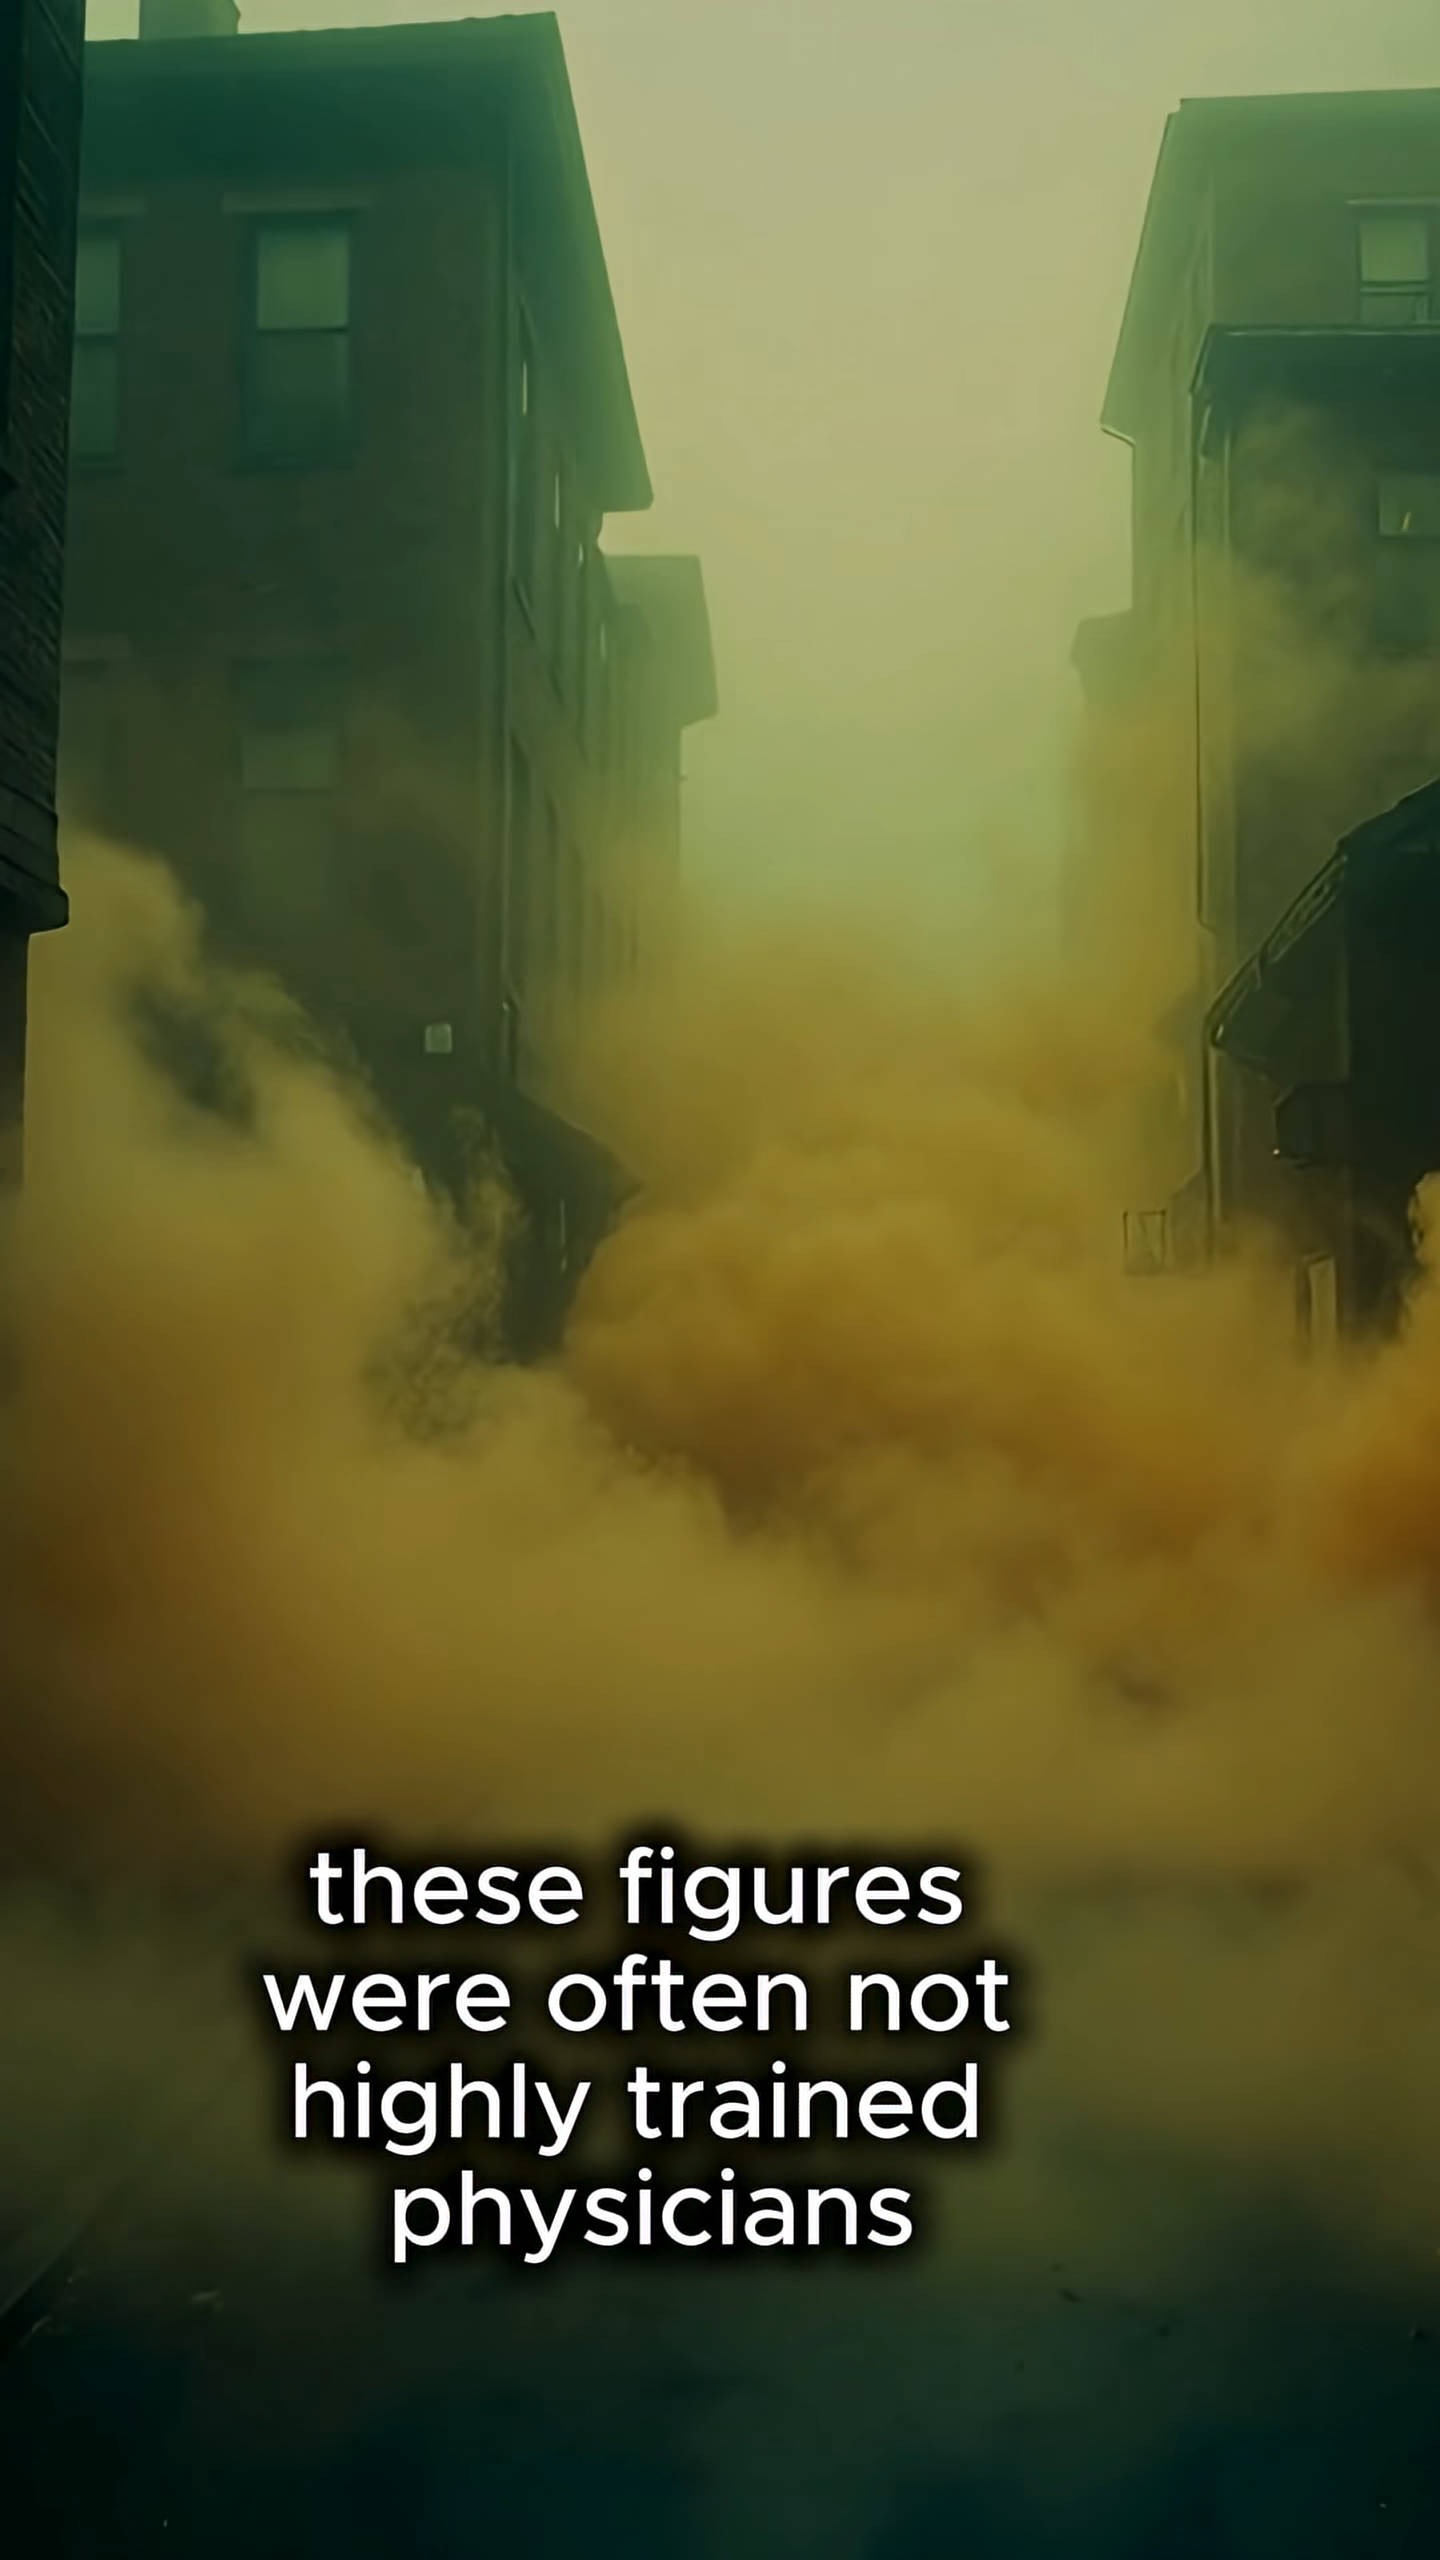 these figures
were often not
highly trained
physicians